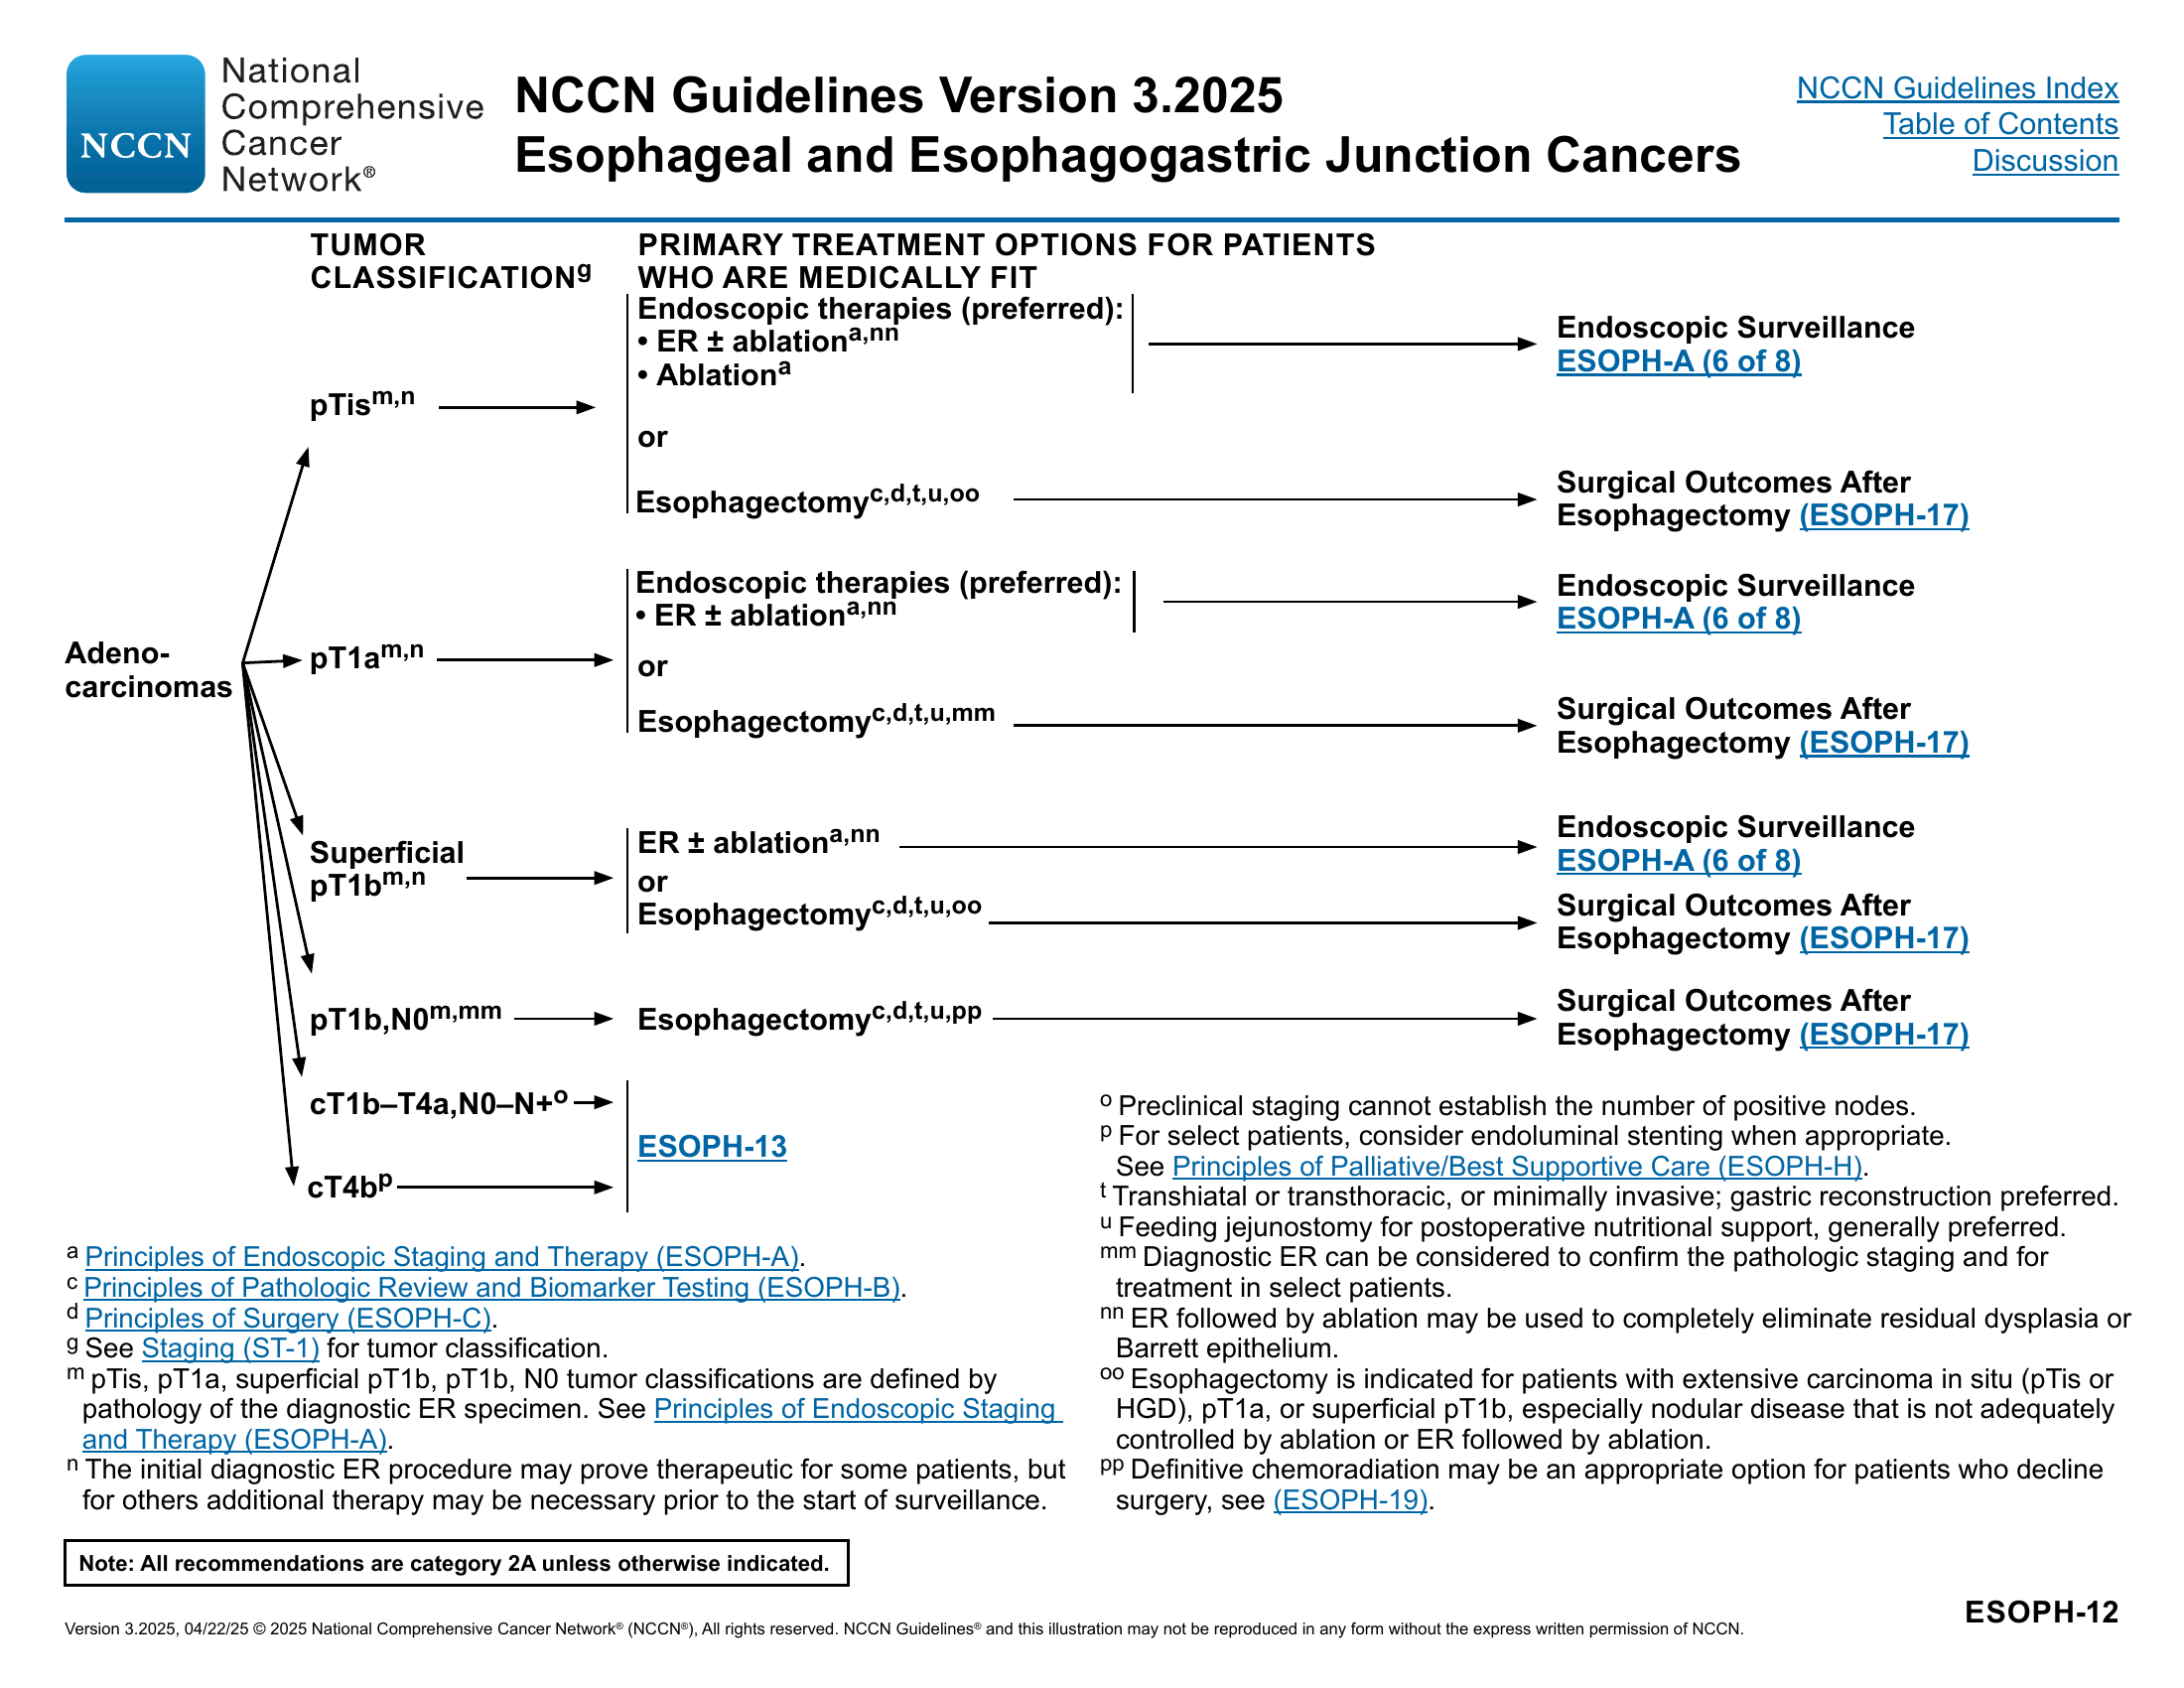 National
Comprehensive
Cancer
Network®
NCCN
NCCN Guidelines Version 3.2025
Esophageal and Esophagogastric Junction Cancers
NCCN Guidelines Index
Table of Contents
Discussion
TUMOR
CLASSIFICATIONg
PRIMARY TREATMENT OPTIONS FOR PATIENTS
WHO ARE MEDICALLY FIT
Adeno-
carcinomas
pTism,n
Endoscopic therapies (preferred):
• ER ± ablationa,nn
• Ablationa
Endoscopic Surveillance
ESOPH-A (6 of 8)
or
Esophagectomyc,d,t,u,oo
Surgical Outcomes After
Esophagectomy (ESOPH-17)
pT1am,n
Endoscopic therapies (preferred):
• ER ± ablationa,nn
Endoscopic Surveillance
ESOPH-A (6 of 8)
or
Esophagectomyc,d,t,u,mm
Surgical Outcomes After
Esophagectomy (ESOPH-17)
Superficial
pT1bm,n
ER ± ablationa,nn
Endoscopic Surveillance
ESOPH-A (6 of 8)
or
Esophagectomyc,d,t,u,oo
Surgical Outcomes After
Esophagectomy (ESOPH-17)
pT1b,N0m,mm
Esophagectomyc,d,t,u,pp
Surgical Outcomes After
Esophagectomy (ESOPH-17)
cT1b–T4a,N0–N+o
cT4bp
ESOPH-13
a Principles of Endoscopic Staging and Therapy (ESOPH-A).
c Principles of Pathologic Review and Biomarker Testing (ESOPH-B).
d Principles of Surgery (ESOPH-C).
g See Staging (ST-1) for tumor classification.
m pTis, pT1a, superficial pT1b, pT1b, N0 tumor classifications are defined by
pathology of the diagnostic ER specimen. See Principles of Endoscopic Staging
and Therapy (ESOPH-A).
n The initial diagnostic ER procedure may prove therapeutic for some patients, but
for others additional therapy may be necessary prior to the start of surveillance.
o Preclinical staging cannot establish the number of positive nodes.
p For select patients, consider endoluminal stenting when appropriate.
See Principles of Palliative/Best Supportive Care (ESOPH-H).
t Transhiatal or transthoracic, or minimally invasive; gastric reconstruction preferred.
u Feeding jejunostomy for postoperative nutritional support, generally preferred.
mm Diagnostic ER can be considered to confirm the pathologic staging and for
treatment in select patients.
nn ER followed by ablation may be used to completely eliminate residual dysplasia or
Barrett epithelium.
oo Esophagectomy is indicated for patients with extensive carcinoma in situ (pTis or
HGD), pT1a, or superficial pT1b, especially nodular disease that is not adequately
controlled by ablation or ER followed by ablation.
pp Definitive chemoradiation may be an appropriate option for patients who decline
surgery, see (ESOPH-19).
Note: All recommendations are category 2A unless otherwise indicated.
ESOPH-12
Version 3.2025, 04/22/25 © 2025 National Comprehensive Cancer Network® (NCCN®), All rights reserved. NCCN Guidelines® and this illustration may not be reproduced in any form without the express written permission of NCCN.